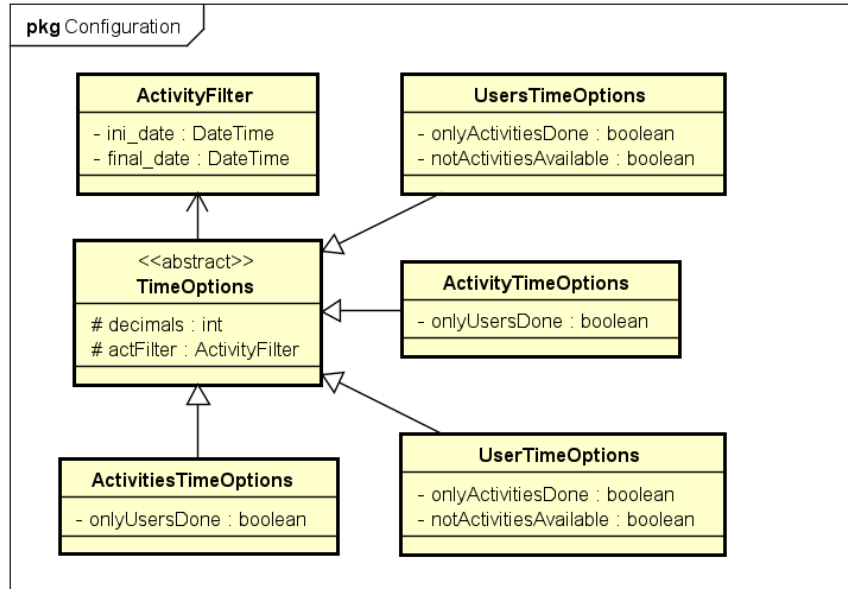 pkg Configuration
ActivityFilter
- ini_date : DateTime
- final_date : DateTime
UsersTimeOptions
- onlyActivitiesDone : boolean
- notActivitiesAvailable : boolean
<<abstract>>
TimeOptions
# decimals : int
# actFilter : ActivityFilter
ActivityTimeOptions
- onlyUsersDone : boolean
ActivitiesTimeOptions
- onlyUsersDone : boolean
UserTimeOptions
- onlyActivitiesDone : boolean
- notActivitiesAvailable : boolean